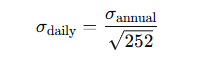 σ_daily = σ_annual / √252